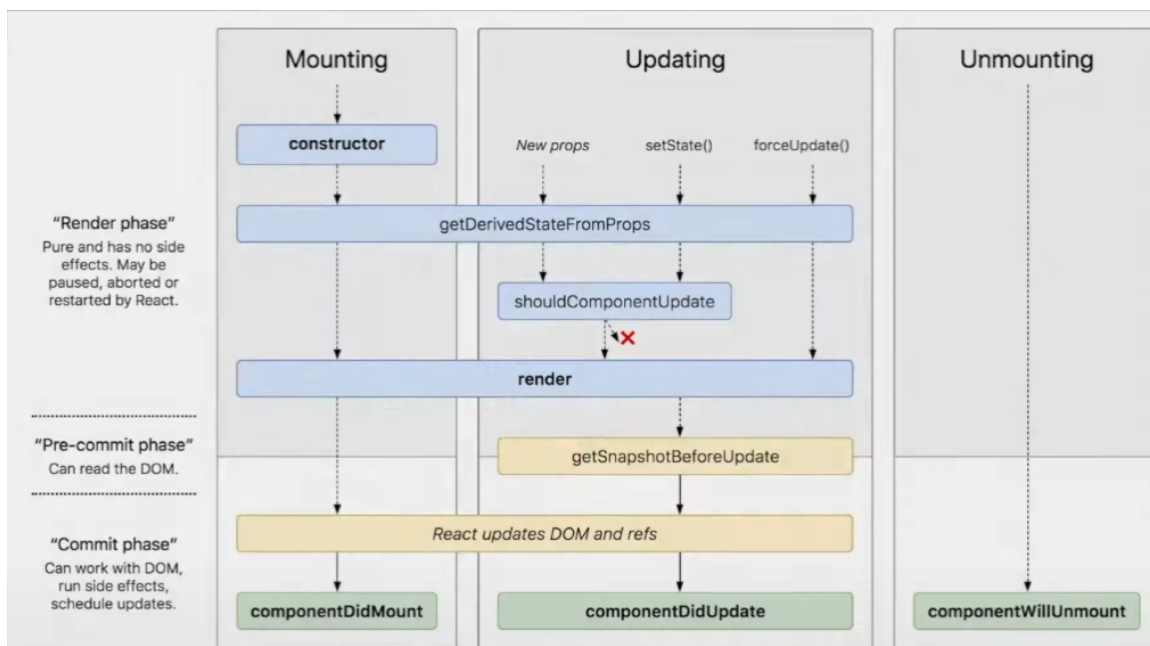 Mounting
Updating
Unmounting
constructor
New props
setState()
forceUpdate()
"Render phase"
Pure and has no side
effects. May be
paused, aborted or
restarted by React.
getDerivedStateFromProps
shouldComponentUpdate
render
"Pre-commit phase"
Can read the DOM.
getSnapshotBeforeUpdate
"Commit phase"
Can work with DOM,
run side effects,
schedule updates.
React updates DOM and refs
componentDidMount
componentDidUpdate
componentWillUnmount